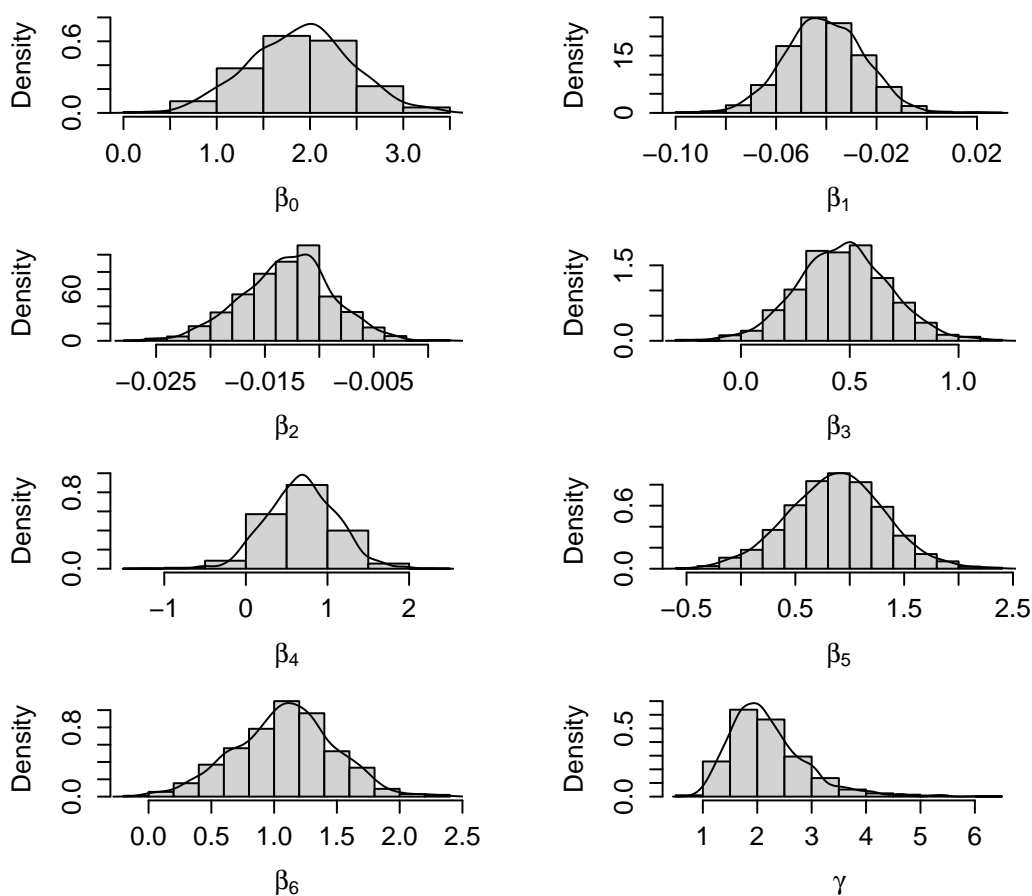 Density
0.0 0.6
0.0 1.0 2.0 3.0
β0
Density
0 15
−0.10 −0.06 −0.02 0.02
β1
Density
0 60
−0.025 −0.015 −0.005
β2
Density
0.0 1.5
0.0 0.5 1.0
β3
Density
0.0 0.8
−1 0 1 2
β4
Density
0.0 0.6
−0.5 0.5 1.5 2.5
β5
Density
0.0 0.8
0.0 0.5 1.0 1.5 2.0 2.5
β6
Density
0.0 0.5
1 2 3 4 5 6
γ